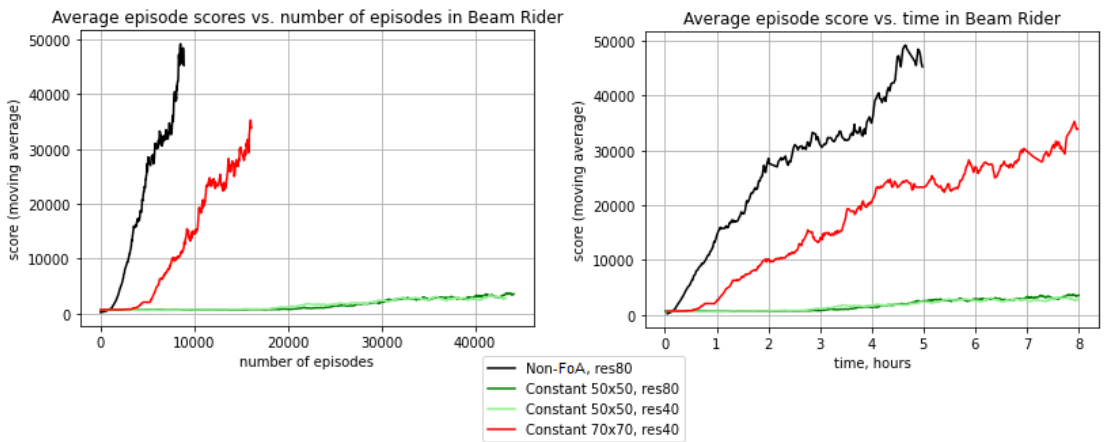 Average episode scores vs. number of episodes in Beam Rider
score (moving average)
50000
40000
30000
20000
10000
0
0 10000 20000 30000 40000
number of episodes
Average episode score vs. time in Beam Rider
score (moving average)
50000
40000
30000
20000
10000
0
0 1 2 3 4 5 6 7 8
time, hours
Non-FoA, res80
Constant 50x50, res80
Constant 50x50, res40
Constant 70x70, res40